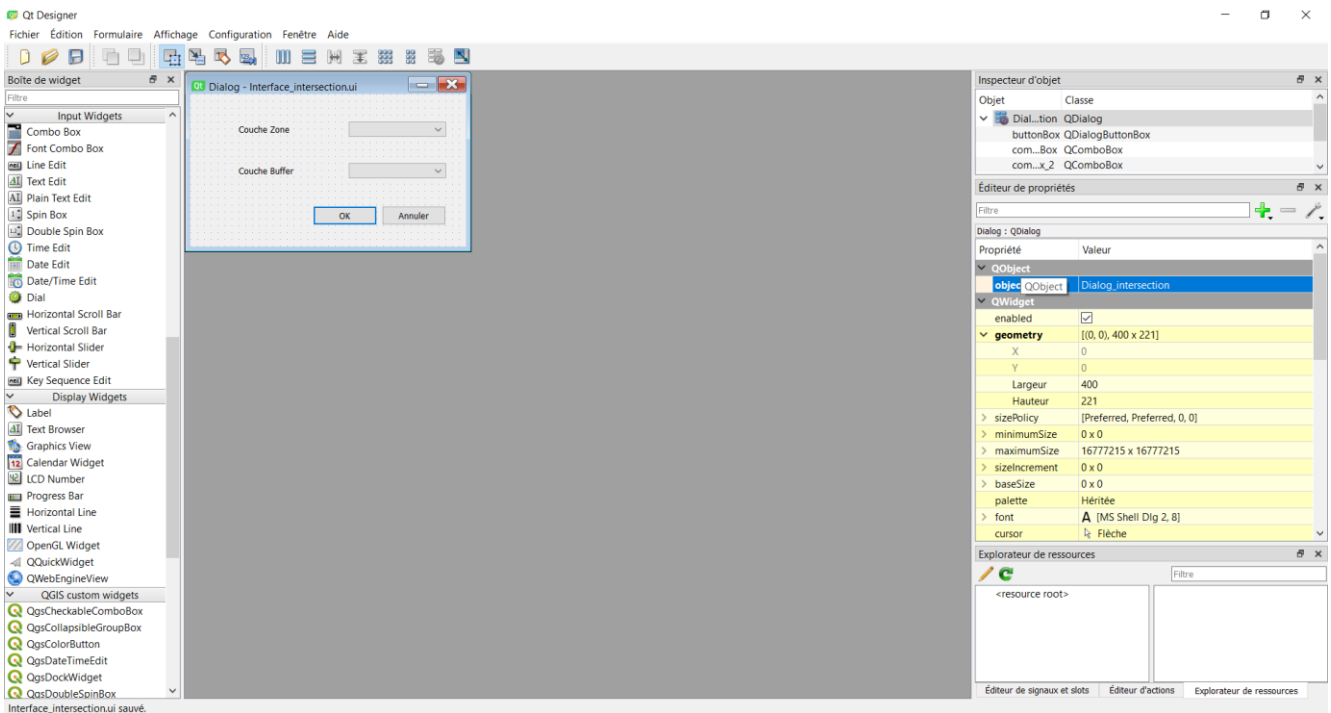 Qt Designer
Fichier Édition Formulaire Affichage Configuration Fenêtre Aide
Boîte de widget
Filtre
Input Widgets
Combo Box
Font Combo Box
Line Edit
Text Edit
Plain Text Edit
Spin Box
Double Spin Box
Time Edit
Date Edit
Date/Time Edit
Dial
Horizontal Scroll Bar
Vertical Scroll Bar
Horizontal Slider
Vertical Slider
Key Sequence Edit
Display Widgets
Label
Text Browser
Graphics View
Calendar Widget
LCD Number
Progress Bar
Horizontal Line
Vertical Line
OpenGL Widget
QQuickWidget
QWebEngineView
QGIS custom widgets
QgsCheckableComboBox
QgsCollapsibleGroupBox
QgsColorButton
QgsDateTimeEdit
QgsDockWidget
QgsDoubleSpinBox
Interface_intersection.ui sauvé.
Qt Dialog - Interface_intersection.ui
Couche Zone
Couche Buffer
OK Annuler
Inspecteur d'objet
Objet Classe
Dial...tion QDialog
buttonBox QDialogButtonBox
com...Box QComboBox
com...x_2 QComboBox
Éditeur de propriétés
Filtre
Dialog : QDialog
Propriété Valeur
QObject
objec QObject Dialog_intersection
QWidget
enabled
geometry [(0, 0), 400 x 221]
X 0
Y 0
Largeur 400
Hauteur 221
sizePolicy [Preferred, Preferred, 0, 0]
minimumSize 0 x 0
maximumSize 16777215 x 16777215
sizeIncrement 0 x 0
baseSize 0 x 0
palette Héritée
font A [MS Shell Dlg 2, 8]
cursor Flèche
Explorateur de ressources
Filtre
<resource root>
Éditeur de signaux et slots Éditeur d'actions Explorateur de ressources